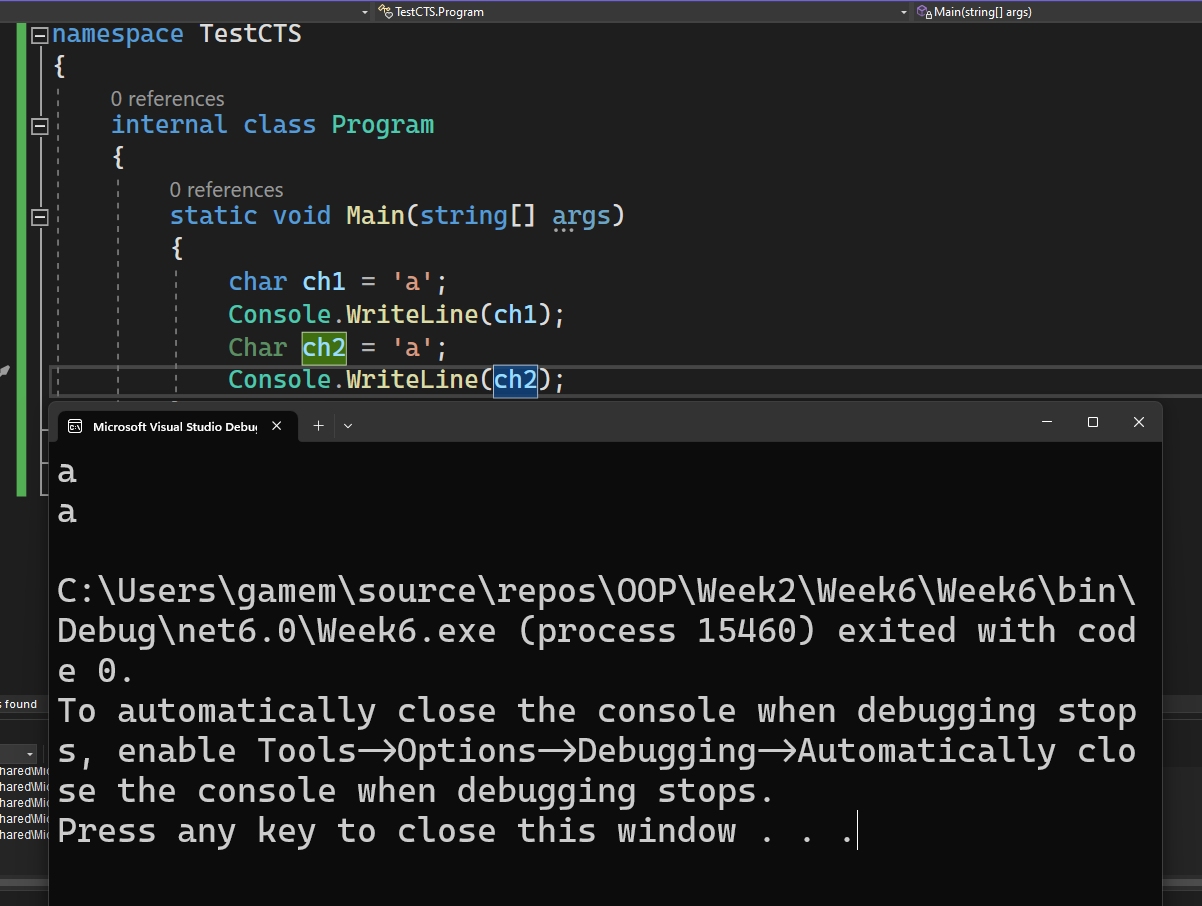 TestCTS.Program
Main(string[] args)
namespace TestCTS
{
0 references
internal class Program
{
0 references
static void Main(string[] args)
{
char ch1 = 'a';
Console.WriteLine(ch1);
Char ch2 = 'a';
Console.WriteLine(ch2);
Microsoft Visual Studio Debu
a
a
C:\Users\gamem\source\repos\OOP\Week2\Week6\Week6\bin\
Debug\net6.0\Week6.exe (process 15460) exited with cod
e 0.
To automatically close the console when debugging stop
s, enable Tools->Options->Debugging->Automatically clo
se the console when debugging stops.
Press any key to close this window . . .
s found
hared\Mic
hared\Mic
hared\Mic
hared\Mic
hared\Mic